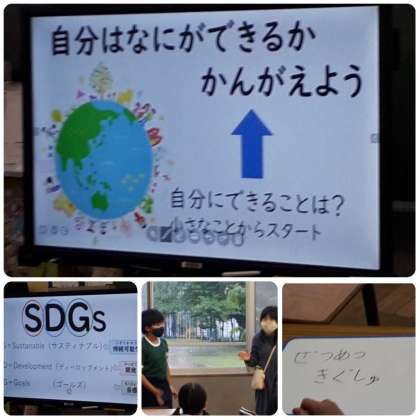 自分はなにができるか
かんがえよう
自分にできることは?
小さなことからスタート
SDGs
S=Sustainable (サスティナブル)
D=Development (ディベロップメント)
G=Goals (ゴールズ)
ぜつめつ
きぐしゅ